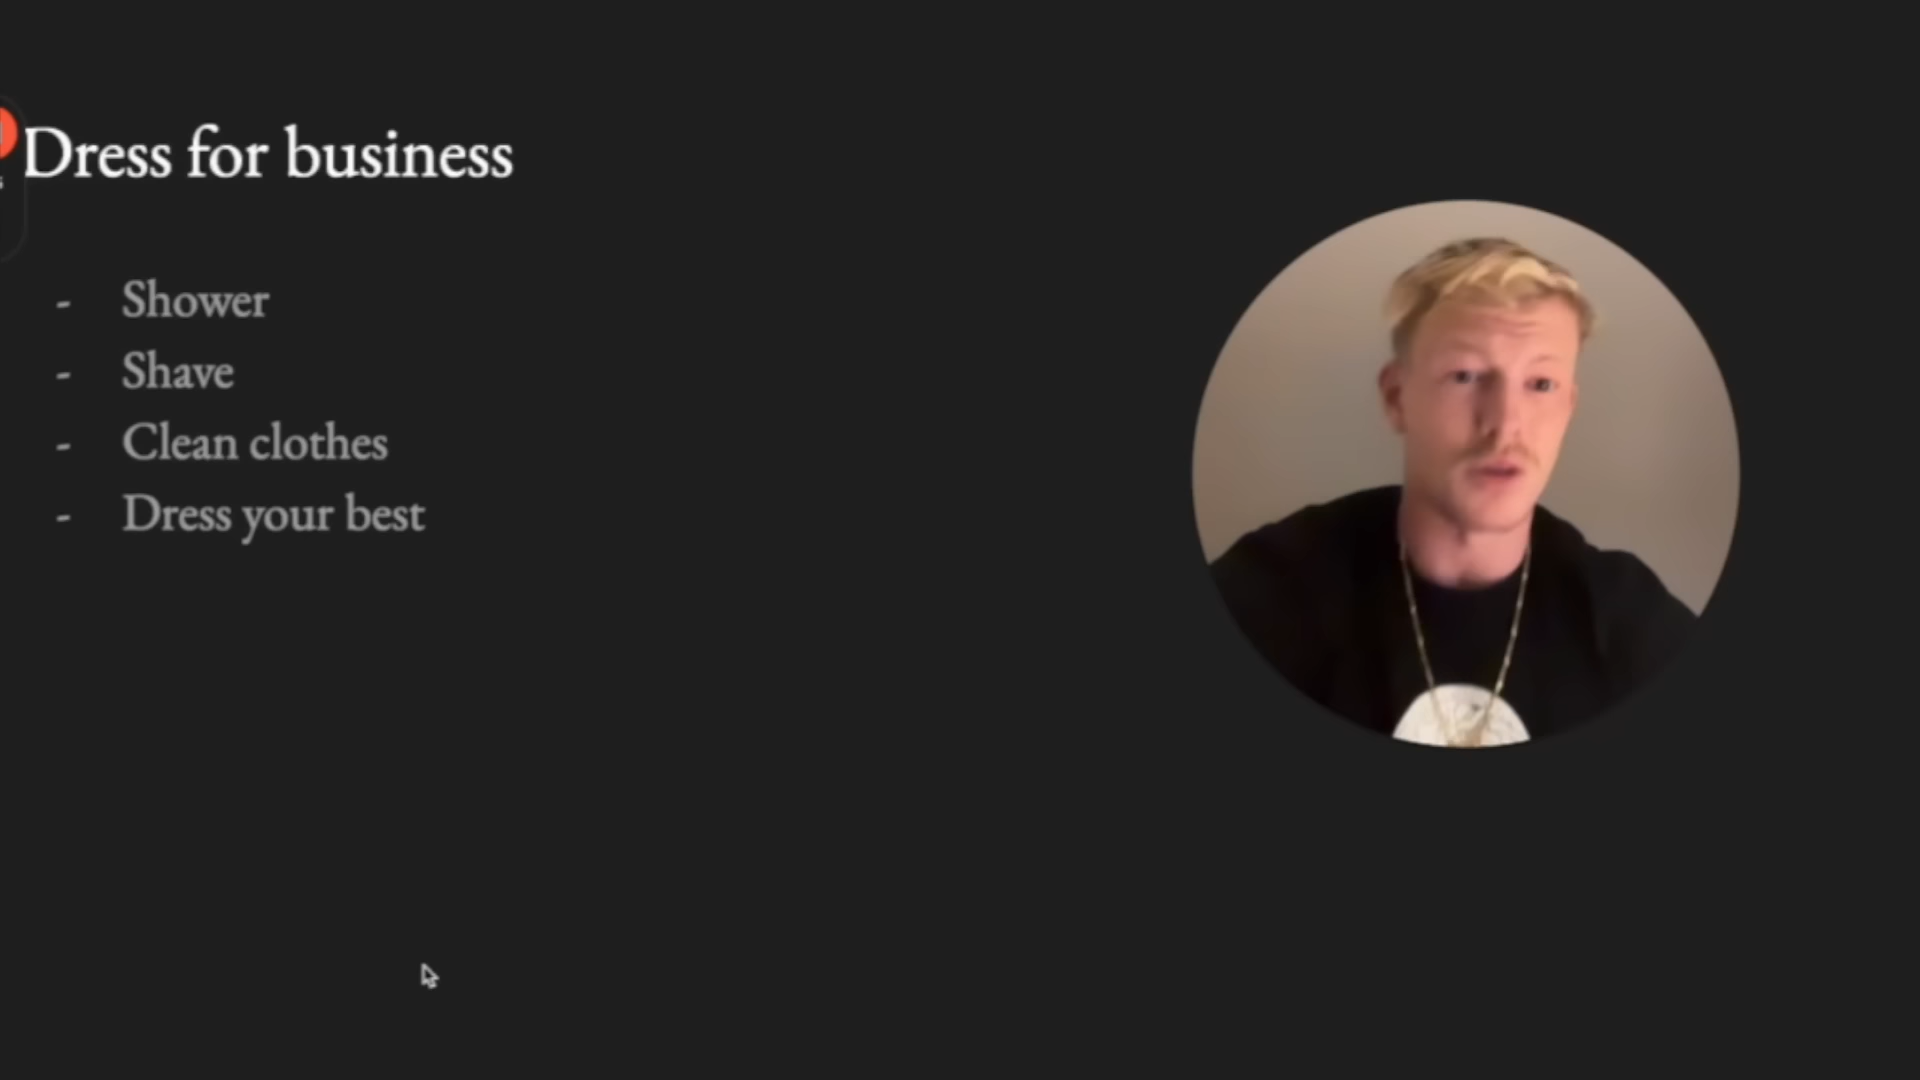 Dress for business
- Shower
- Shave
- Clean clothes
- Dress your best